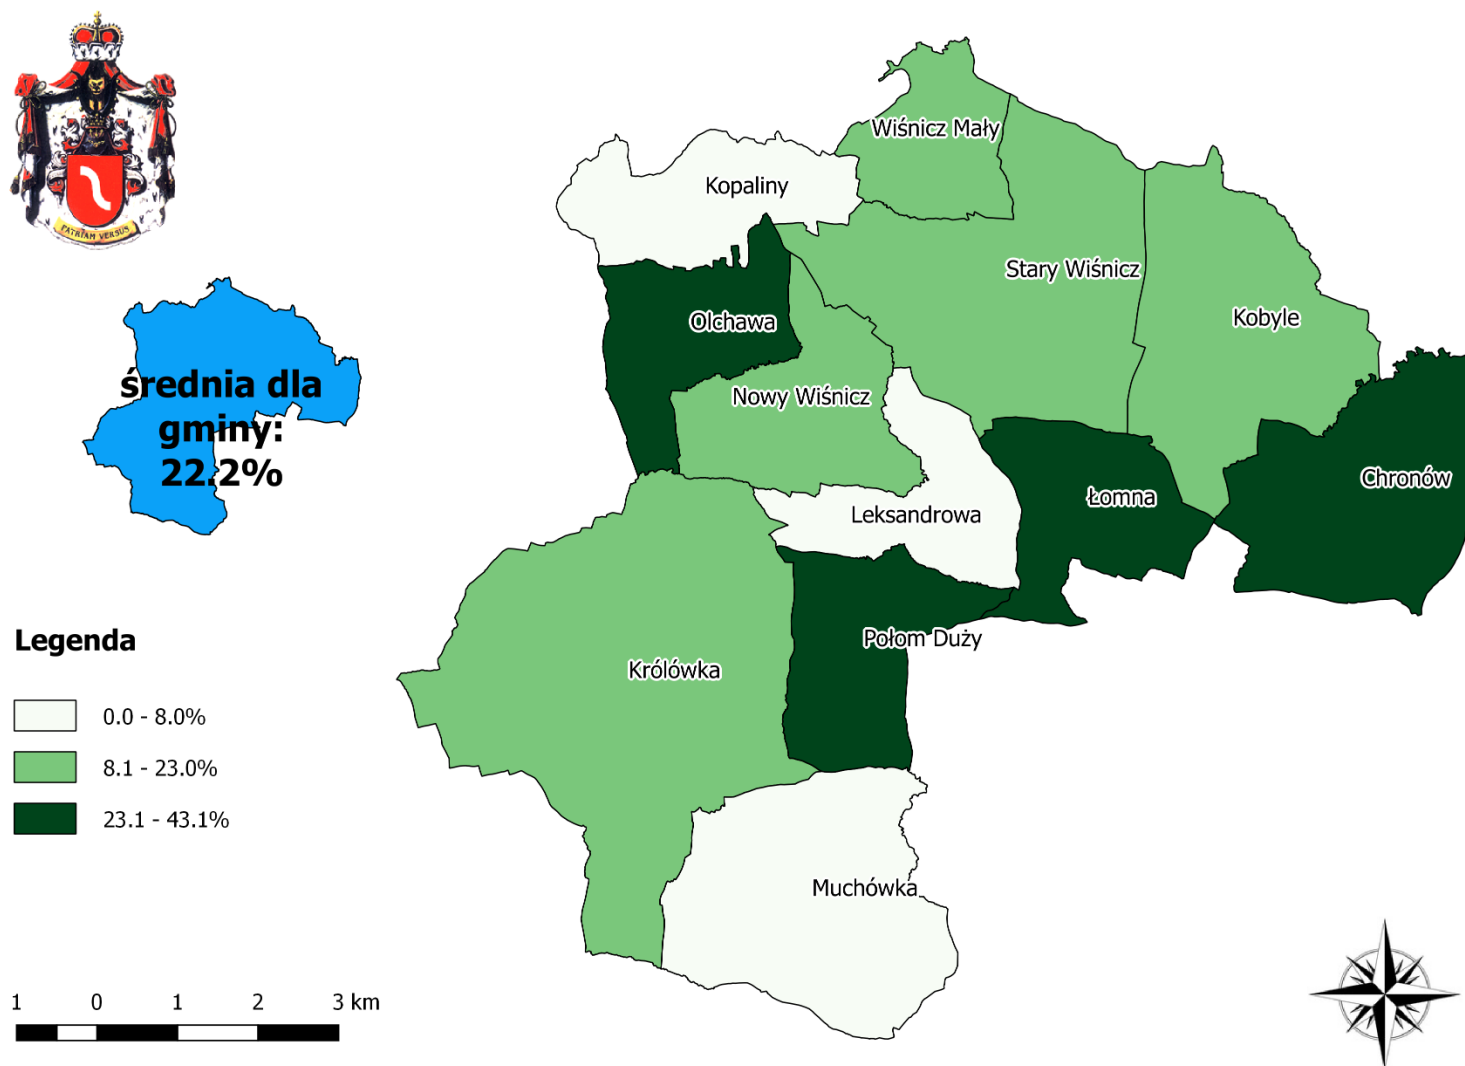 PATRIAM VERSUS
Wiśnicz Mały
Kopaliny
Stary Wiśnicz
Olchawa
Kobyle
średnia dla
gminy:
22.2%
Nowy Wiśnicz
Chronów
Łomna
Leksandrowa
Połom Duży
Królówka
Legenda
0.0 - 8.0%
8.1 - 23.0%
23.1 - 43.1%
Muchówka
1 0 1 2 3 km